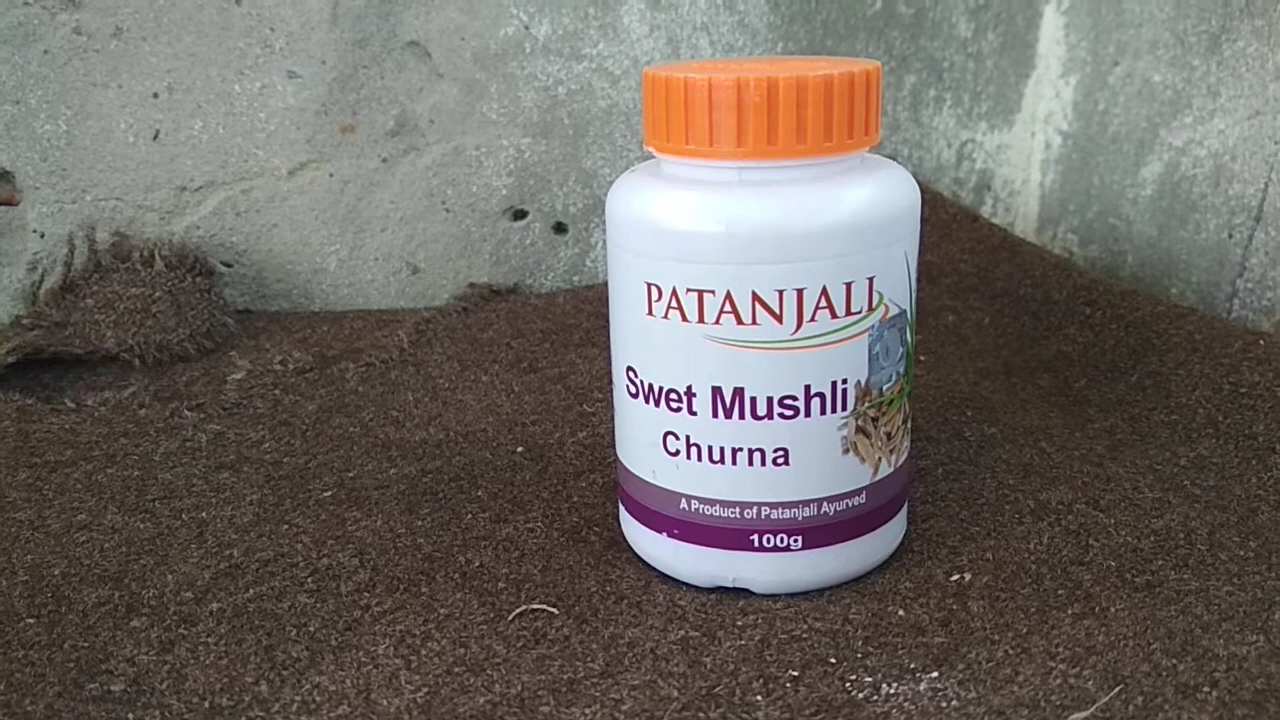 PATANJALI
Swet Mushli
Churna
A Product of Patanjali Ayurved
100g